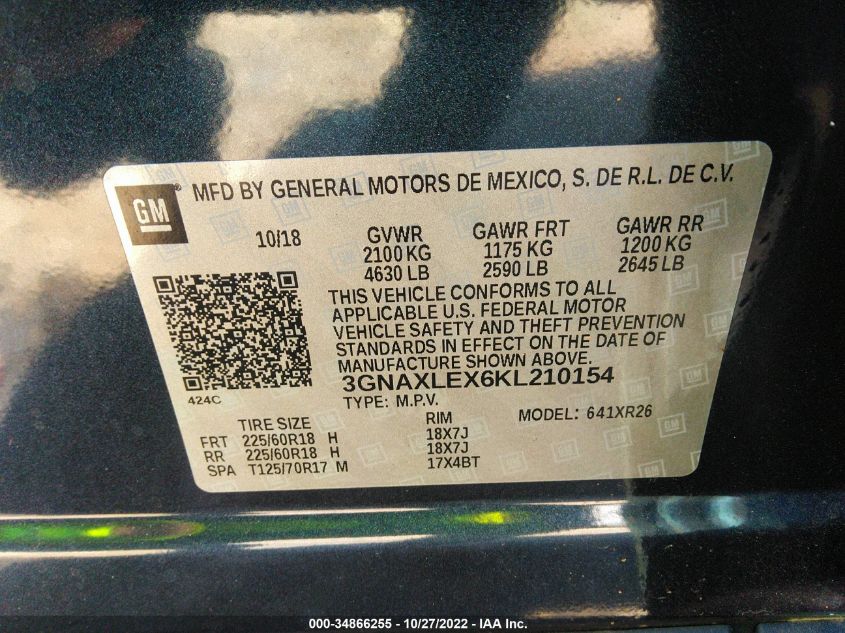 GM
MFD BY GENERAL MOTORS DE MEXICO, S. DE R.L. DE C.V.
10/18 GVWR GAWR FRT GAWR RR
2100 KG 1175 KG 1200 KG
4630 LB 2590 LB 2645 LB
THIS VEHICLE CONFORMS TO ALL
APPLICABLE U.S. FEDERAL MOTOR
VEHICLE SAFETY AND THEFT PREVENTION
STANDARDS IN EFFECT ON THE DATE OF
MANUFACTURE SHOWN ABOVE.
424C
3GNAXLEX6KL210154
TYPE: M.P.V.
MODEL: 641XR26
TIRE SIZE RIM
FRT 225/60R18 H 18X7J
RR 225/60R18 H 18X7J
SPA T125/70R17 M 17X4BT
000-34866255 - 10/27/2022 - IAA Inc.